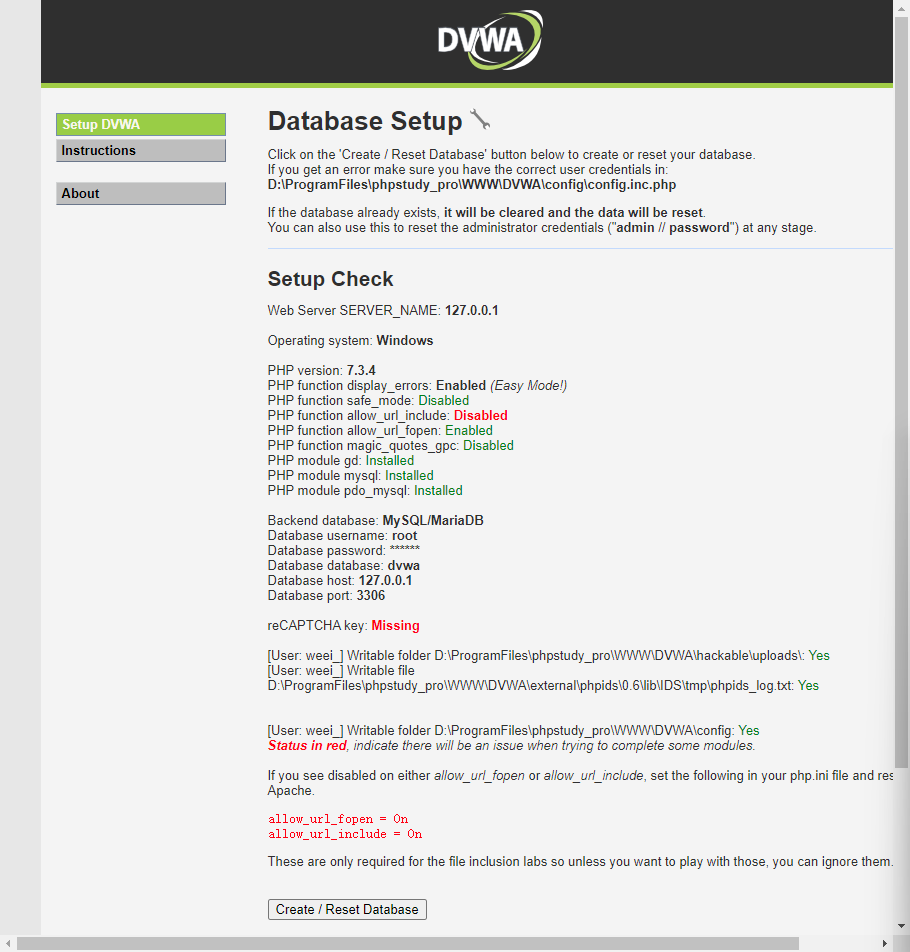 DVWA
Setup DVWA
Instructions
About
Database Setup
Click on the 'Create / Reset Database' button below to create or reset your database.
If you get an error make sure you have the correct user credentials in:
D:\ProgramFiles\phpstudy_pro\WWW\DVWA\config\config.inc.php
If the database already exists, it will be cleared and the data will be reset.
You can also use this to reset the administrator credentials ("admin // password") at any stage.
Setup Check
Web Server SERVER_NAME: 127.0.0.1
Operating system: Windows
PHP version: 7.3.4
PHP function display_errors: Enabled (Easy Mode!)
PHP function safe_mode: Disabled
PHP function allow_url_include: Disabled
PHP function allow_url_fopen: Enabled
PHP function magic_quotes_gpc: Disabled
PHP module gd: Installed
PHP module mysql: Installed
PHP module pdo_mysql: Installed
Backend database: MySQL/MariaDB
Database username: root
Database password: ******
Database database: dvwa
Database host: 127.0.0.1
Database port: 3306
reCAPTCHA key: Missing
[User: weei_] Writable folder D:\ProgramFiles\phpstudy_pro\WWW\DVWA\hackable\uploads\: Yes
[User: weei_] Writable file
D:\ProgramFiles\phpstudy_pro\WWW\DVWA\external\phpids\0.6\lib\IDS\tmp\phpids_log.txt: Yes
[User: weei_] Writable folder D:\ProgramFiles\phpstudy_pro\WWW\DVWA\config: Yes
Status in red, indicate there will be an issue when trying to complete some modules.
If you see disabled on either allow_url_fopen or allow_url_include, set the following in your php.ini file and res
Apache.
allow_url_fopen = On
allow_url_include = On
These are only required for the file inclusion labs so unless you want to play with those, you can ignore them.
Create / Reset Database